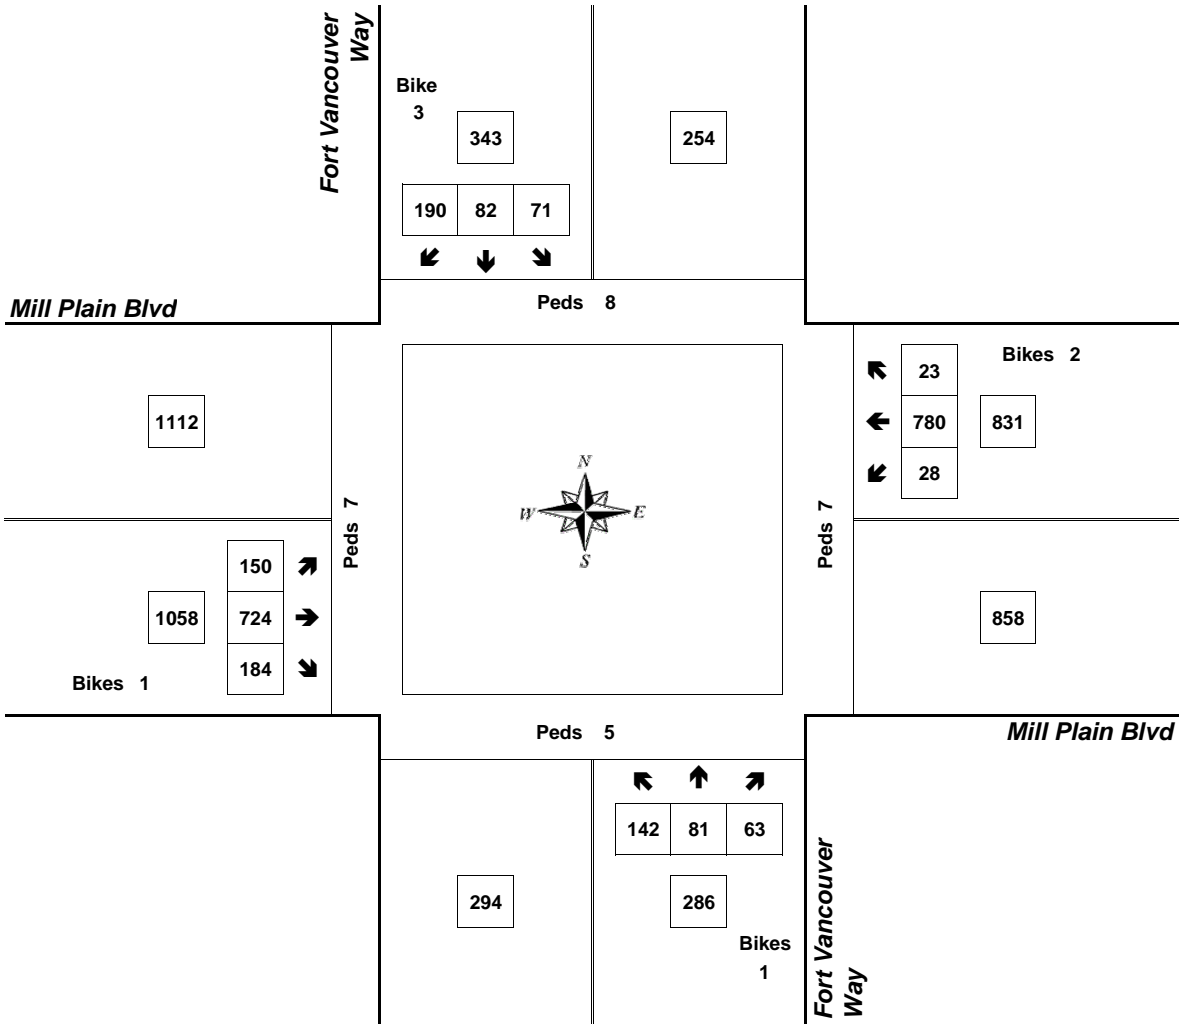 Fort Vancouver
Way
Bike
3
343
254
190 82 71
Mill Plain Blvd
Peds 8
Bikes 2
23
1112
780 831
28
N
W E
S
Peds 7
Peds 7
150
1058 724
184
858
Bikes 1
Peds 5
Mill Plain Blvd
142 81 63
294
286
Bikes
1
Fort Vancouver
Way